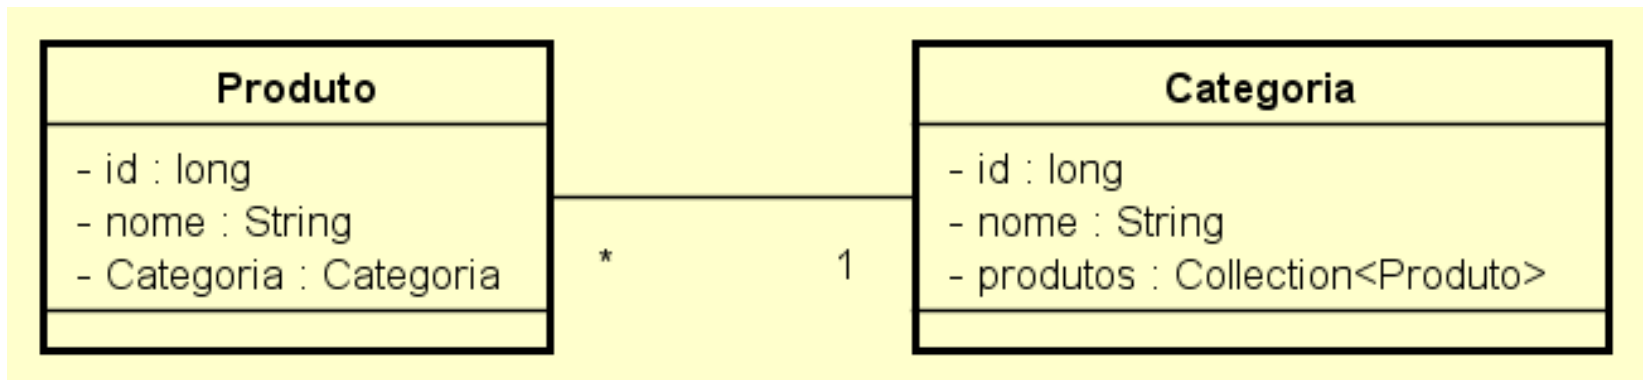 Produto
- id : long
- nome : String
- Categoria : Categoria
* 1
Categoria
- id : long
- nome : String
- produtos : Collection<Produto>